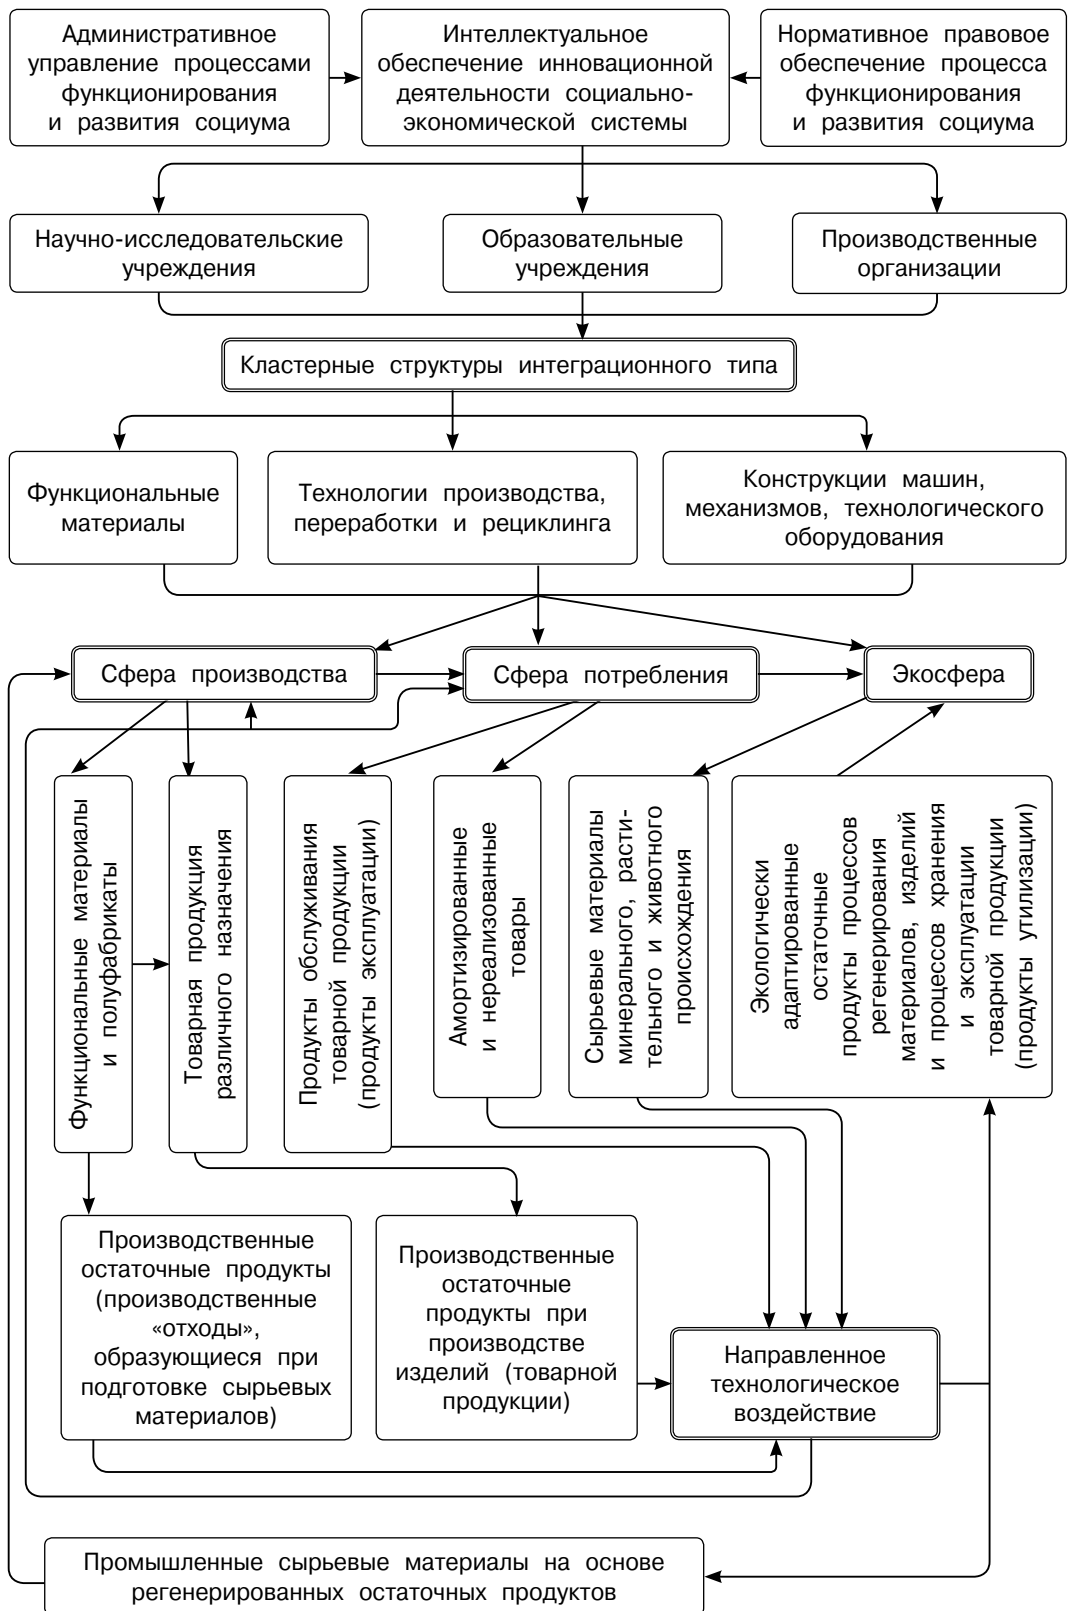 Административное
управление процессами
функционирования
и развития социума
Интеллектуальное
обеспечение инновационной
деятельности социально-
экономической системы
Нормативное правовое
обеспечение процесса
функционирования
и развития социума
Научно-исследовательские
учреждения
Образовательные
учреждения
Производственные
организации
Кластерные структуры интеграционного типа
Функциональные
материалы
Технологии производства,
переработки и рециклинга
Конструкции машин,
механизмов, технологического
оборудования
Сфера производства
Сфера потребления
Экосфера
Функциональные материалы
и полуфабрикаты
Товарная продукция
различного назначения
Продукты обслуживания
товарной продукции
(продукты эксплуатации)
Амортизированные
и нереализованные
товары
Сырьевые материалы
минерального, расти-
тельного и животного
происхождения
Экологически
адаптированные
остаточные
продукты процессов
регенерирования
материалов, изделий
и процессов хранения
и эксплуатации
товарной продукции
(продукты утилизации)
Производственные
остаточные продукты
(производственные
«отходы»,
образующиеся при
подготовке сырьевых
материалов)
Производственные
остаточные
продукты при
производстве
изделий (товарной
продукции)
Направленное
технологическое
воздействие
Промышленные сырьевые материалы на основе
регенерированных остаточных продуктов